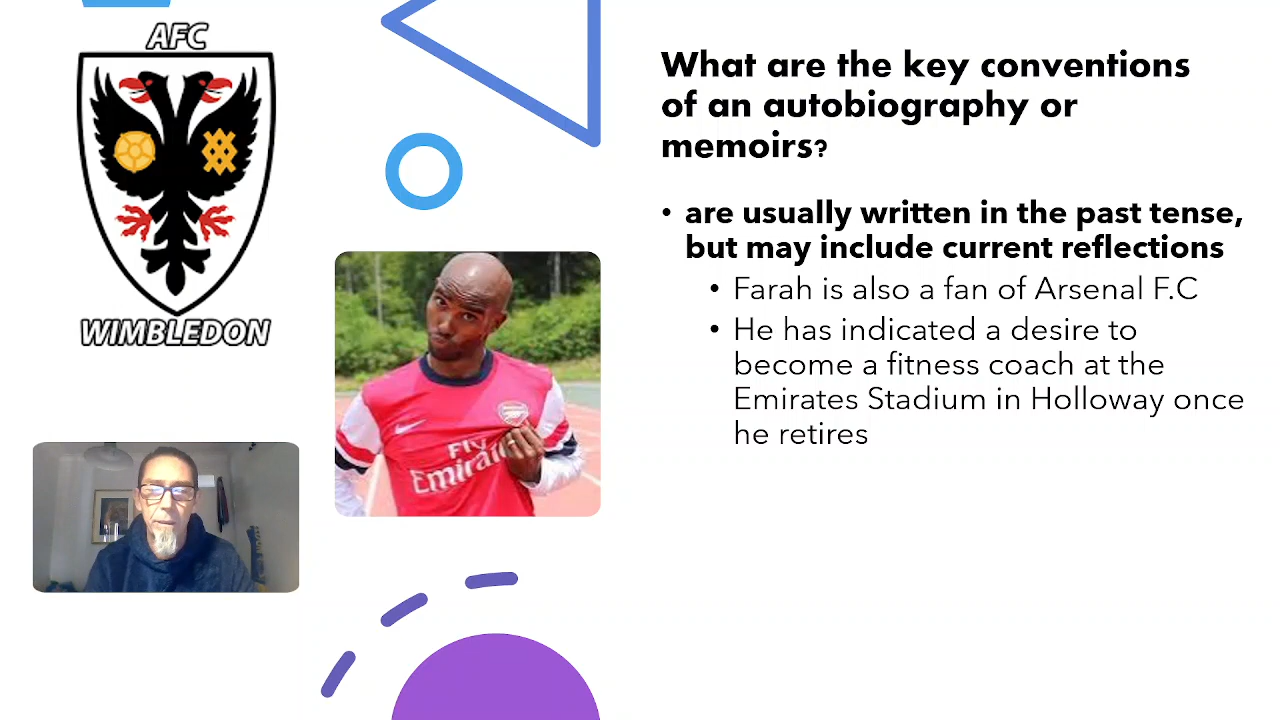 AFC
WIMBLEDON
Fly
Emirates
What are the key conventions
of an autobiography or
memoirs?
• are usually written in the past tense,
but may include current reflections
• Farah is also a fan of Arsenal F.C
• He has indicated a desire to
become a fitness coach at the
Emirates Stadium in Holloway once
he retires